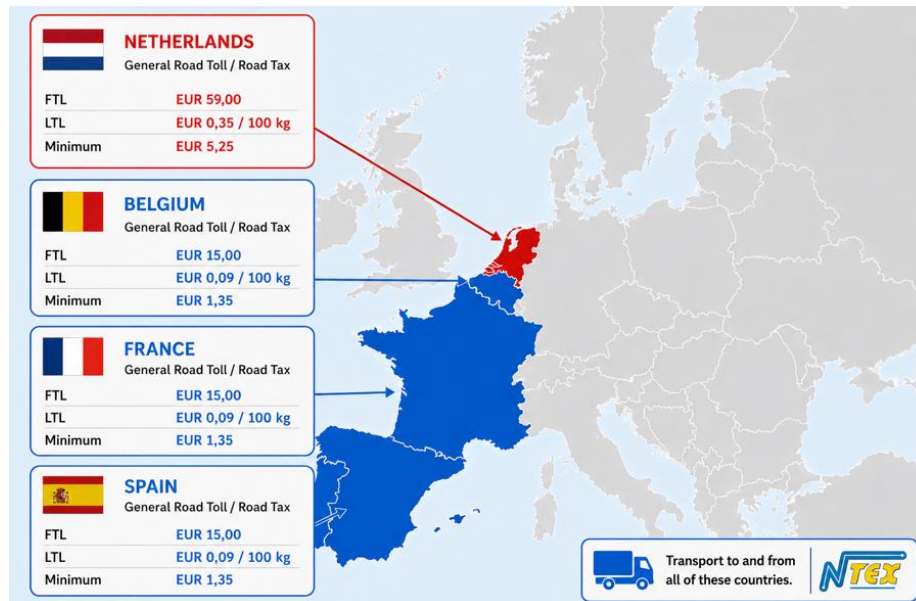 NETHERLANDS
General Road Toll / Road Tax
FTL EUR 59,00
LTL EUR 0,35 / 100 kg
Minimum EUR 5,25
BELGIUM
General Road Toll / Road Tax
FTL EUR 15,00
LTL EUR 0,09 / 100 kg
Minimum EUR 1,35
FRANCE
General Road Toll / Road Tax
FTL EUR 15,00
LTL EUR 0,09 / 100 kg
Minimum EUR 1,35
SPAIN
General Road Toll / Road Tax
FTL EUR 15,00
LTL EUR 0,09 / 100 kg
Minimum EUR 1,35
Transport to and from
all of these countries.
NTEX